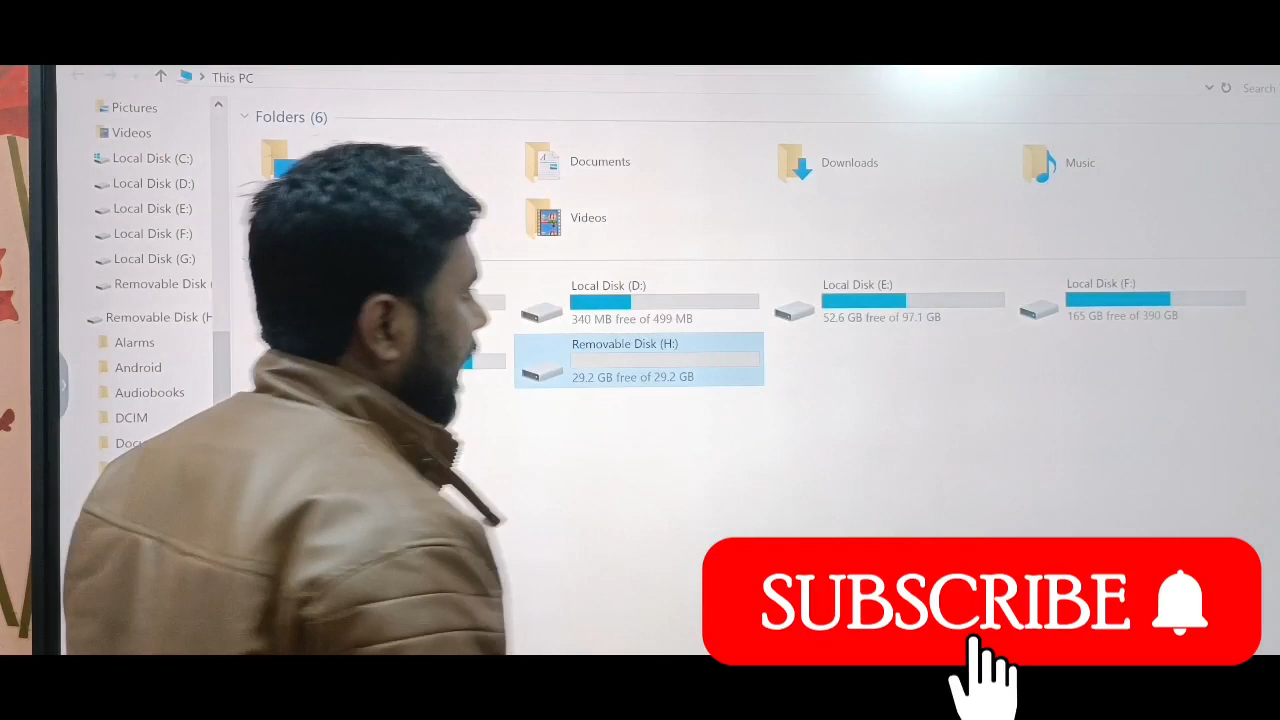 This PC
Search
Pictures
Videos
Local Disk (C:)
Local Disk (D:)
Local Disk (E:)
Local Disk (F:)
Local Disk (G:)
Removable Disk (
Removable Disk (H
Alarms
Android
Audiobooks
DCIM
Folders (6)
Documents
Downloads
Music
Videos
Local Disk (D:)
340 MB free of 499 MB
Local Disk (E:)
52.6 GB free of 97.1 GB
Local Disk (F:)
165 GB free of 390 GB
Removable Disk (H:)
29.2 GB free of 29.2 GB
SUBSCRIBE